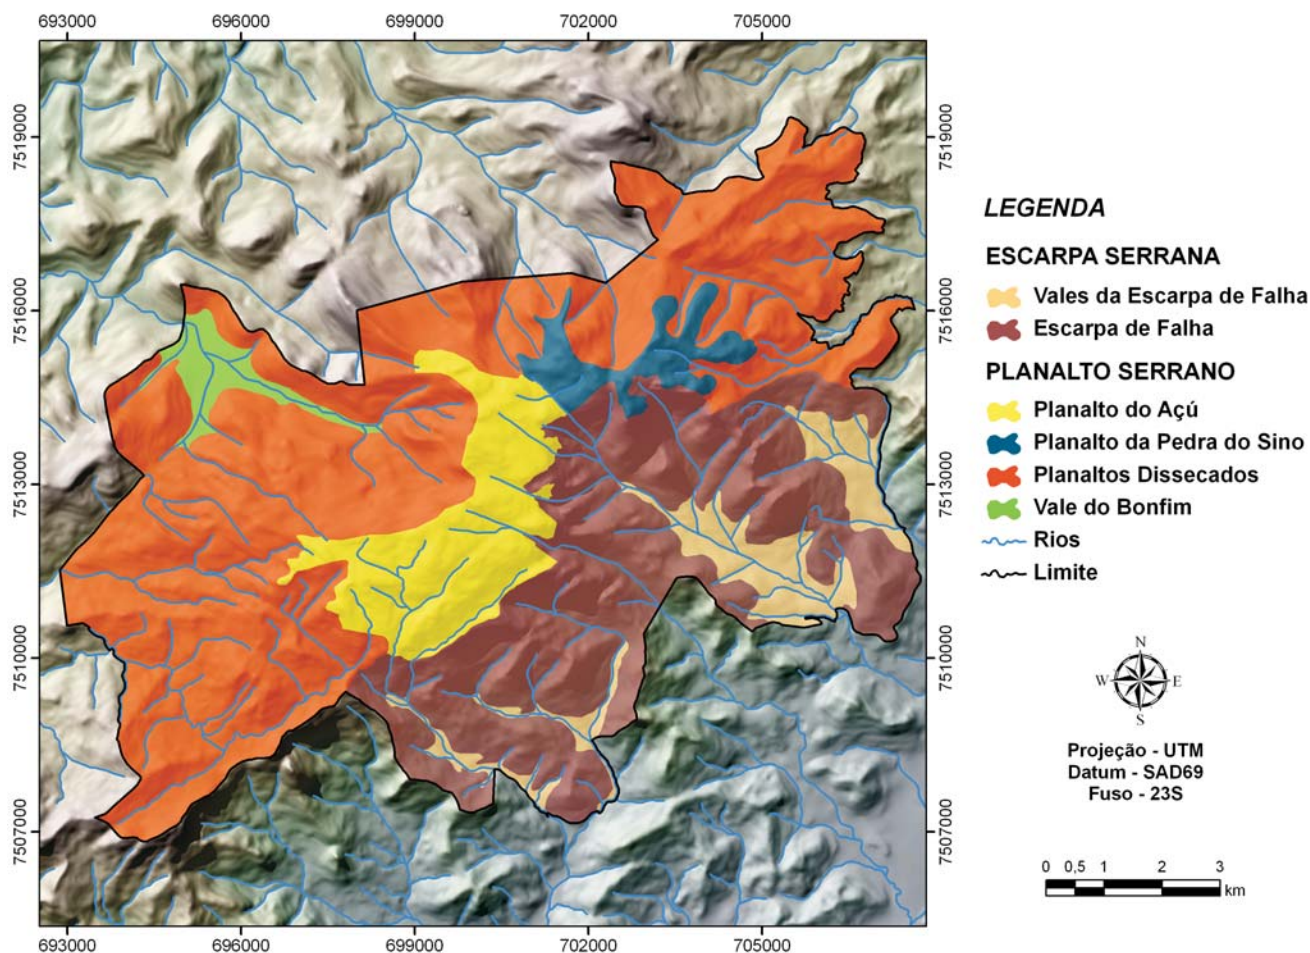 693000 696000 699000 702000 705000
7519000 7519000
7516000 7516000
7513000 7513000
7510000 7510000
7507000 7507000
693000 696000 699000 702000 705000
LEGENDA
ESCARPA SERRANA
Vales da Escarpa de Falha
Escarpa de Falha
PLANALTO SERRANO
Planalto do Açú
Planalto da Pedra do Sino
Planaltos Dissecados
Vale do Bonfim
Rios
Limite
N
W E
S
Projeção - UTM
Datum - SAD69
Fuso - 23S
0 0,5 1 2 3
km